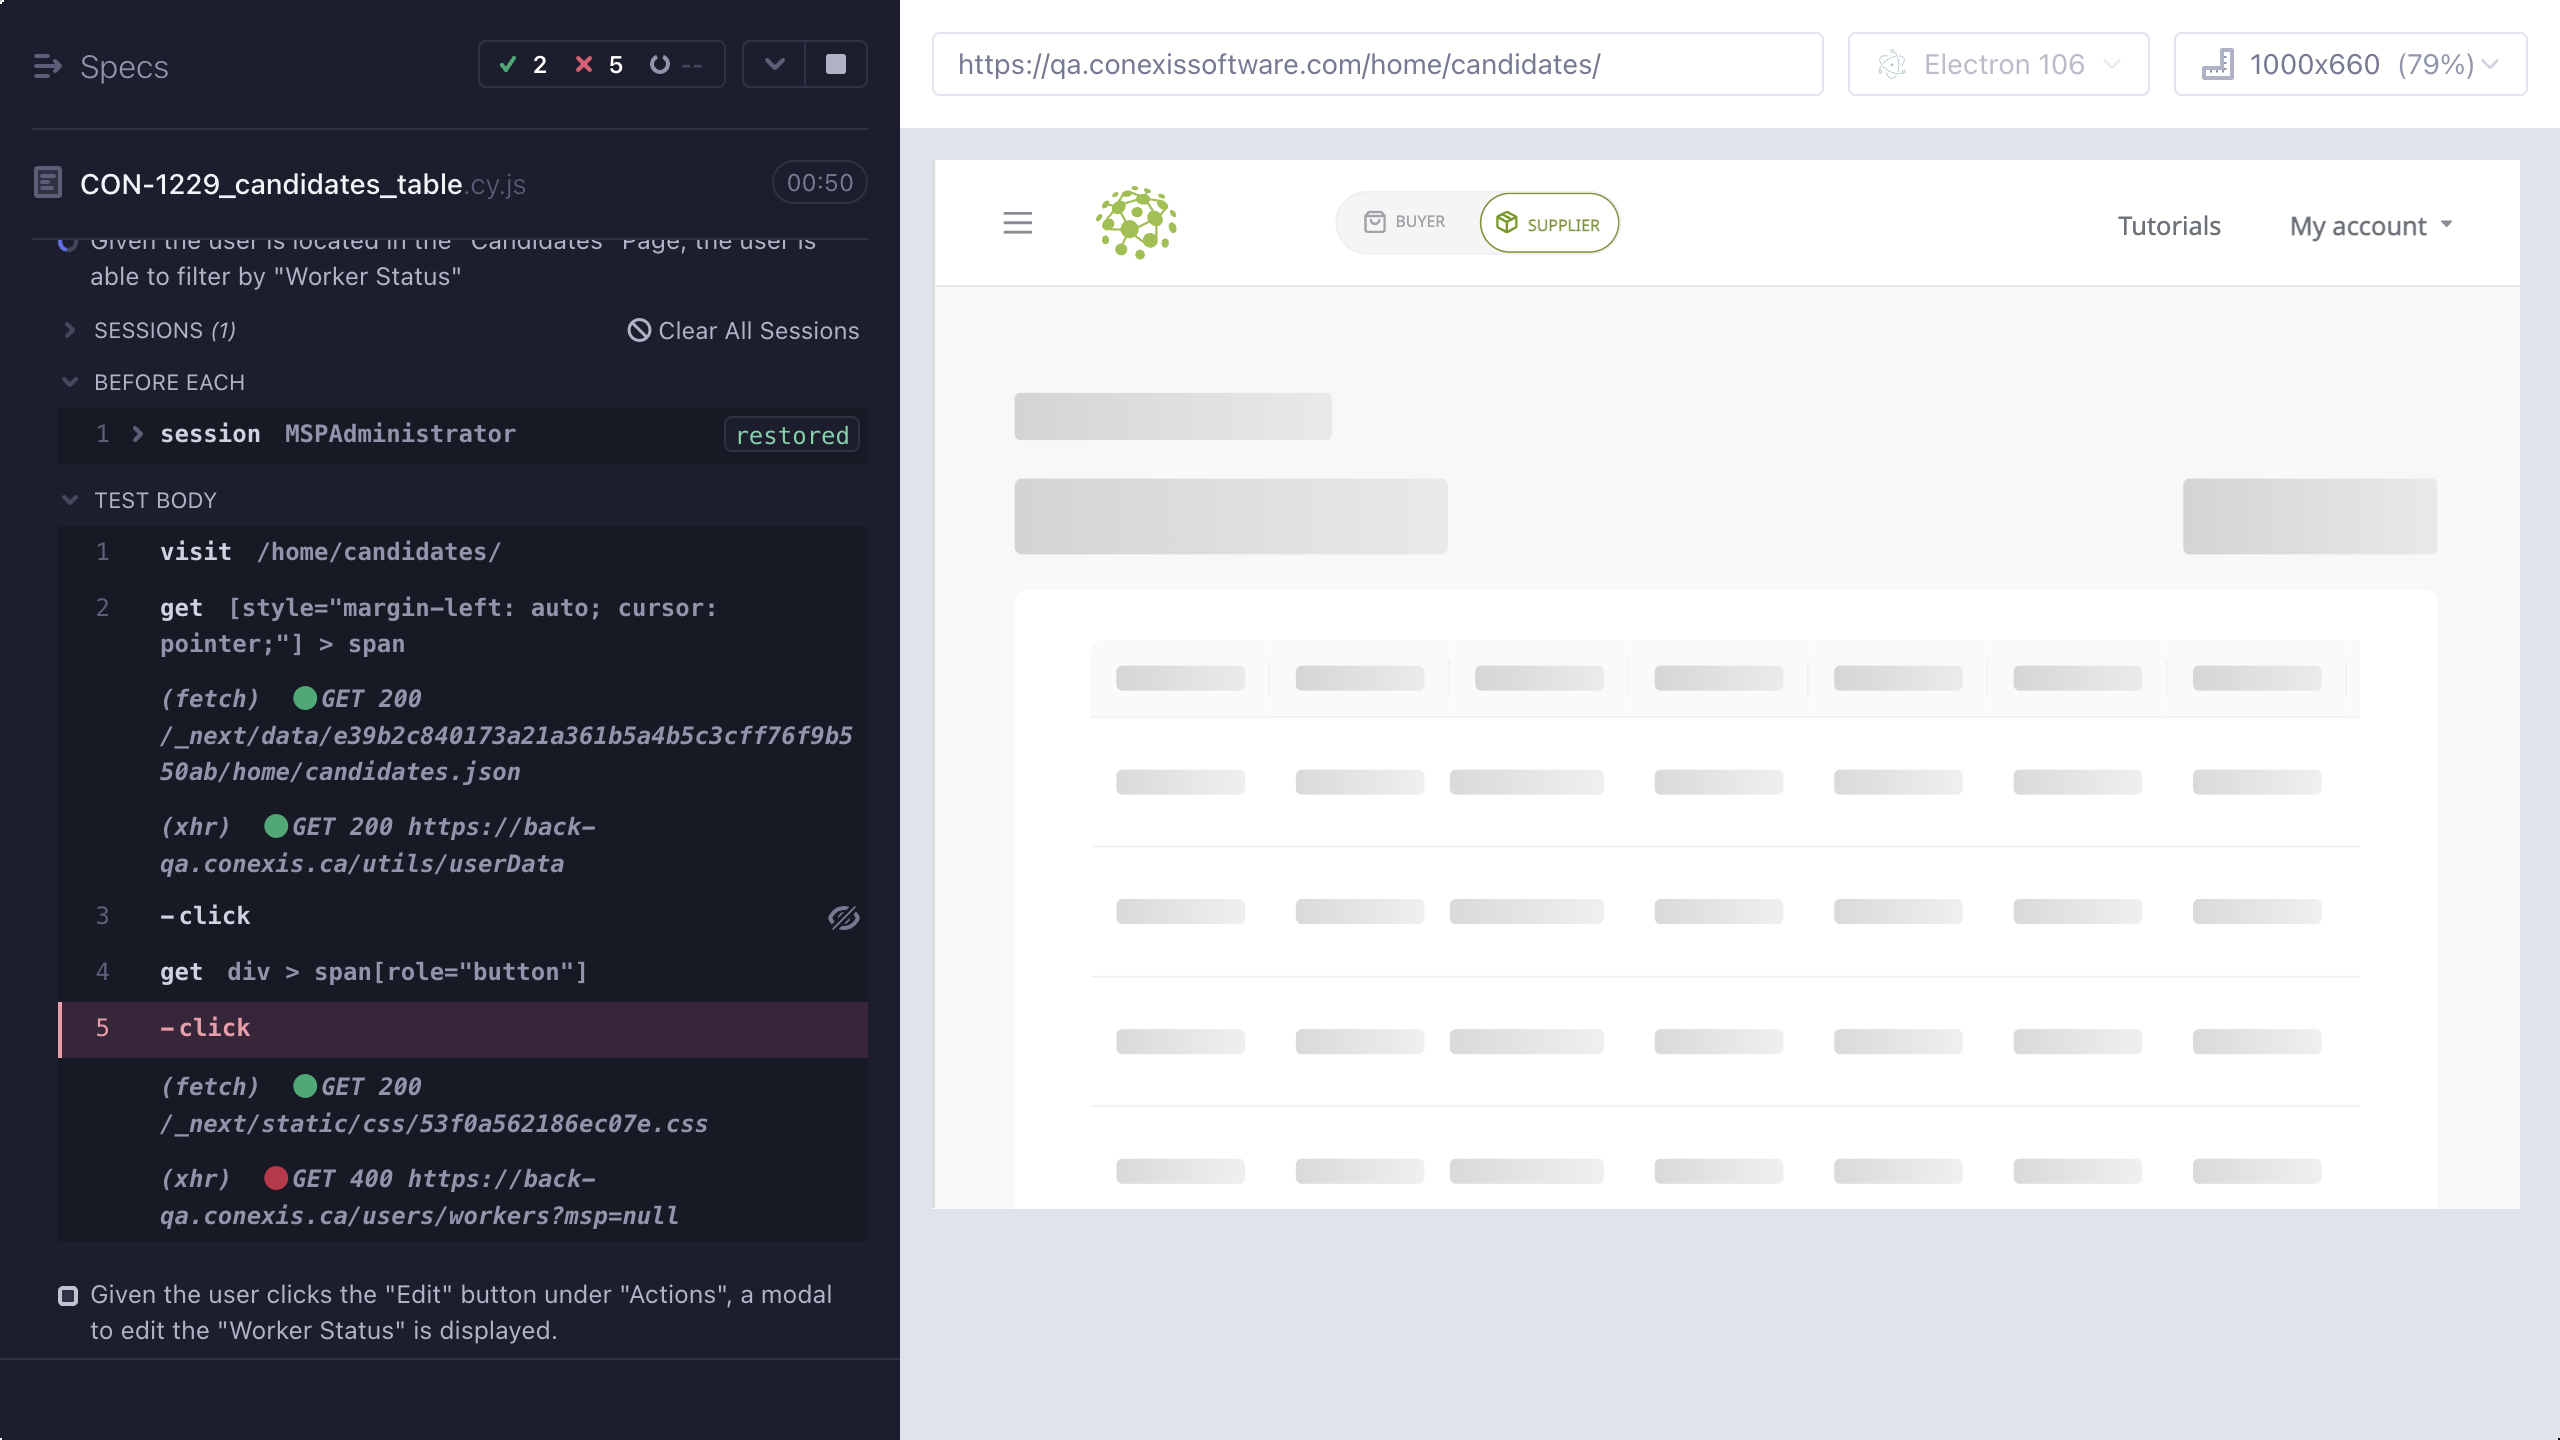 Specs
2 5 --
CON-1229_candidates_table.cy.js
00:50
Given the user is located in the "Candidates" Page, the user is
able to filter by "Worker Status"
SESSIONS (1)
Clear All Sessions
BEFORE EACH
1 session MSPAdministrator restored
TEST BODY
1 visit /home/candidates/
2 get [style="margin-left: auto; cursor:
pointer;"] > span
(fetch) GET 200
/_next/data/e39b2c840173a21a361b5a4b5c3cff76f9b5
50ab/home/candidates.json
(xhr) GET 200 https://back-
qa.conexis.ca/utils/userData
3 -click
4 get div > span[role="button"]
5 -click
(fetch) GET 200
/_next/static/css/53f0a562186ec07e.css
(xhr) GET 400 https://back-
qa.conexis.ca/users/workers?msp=null
Given the user clicks the "Edit" button under "Actions", a modal
to edit the "Worker Status" is displayed.
https://qa.conexissoftware.com/home/candidates/
Electron 106
1000x660 (79%)
BUYER
SUPPLIER
Tutorials
My account